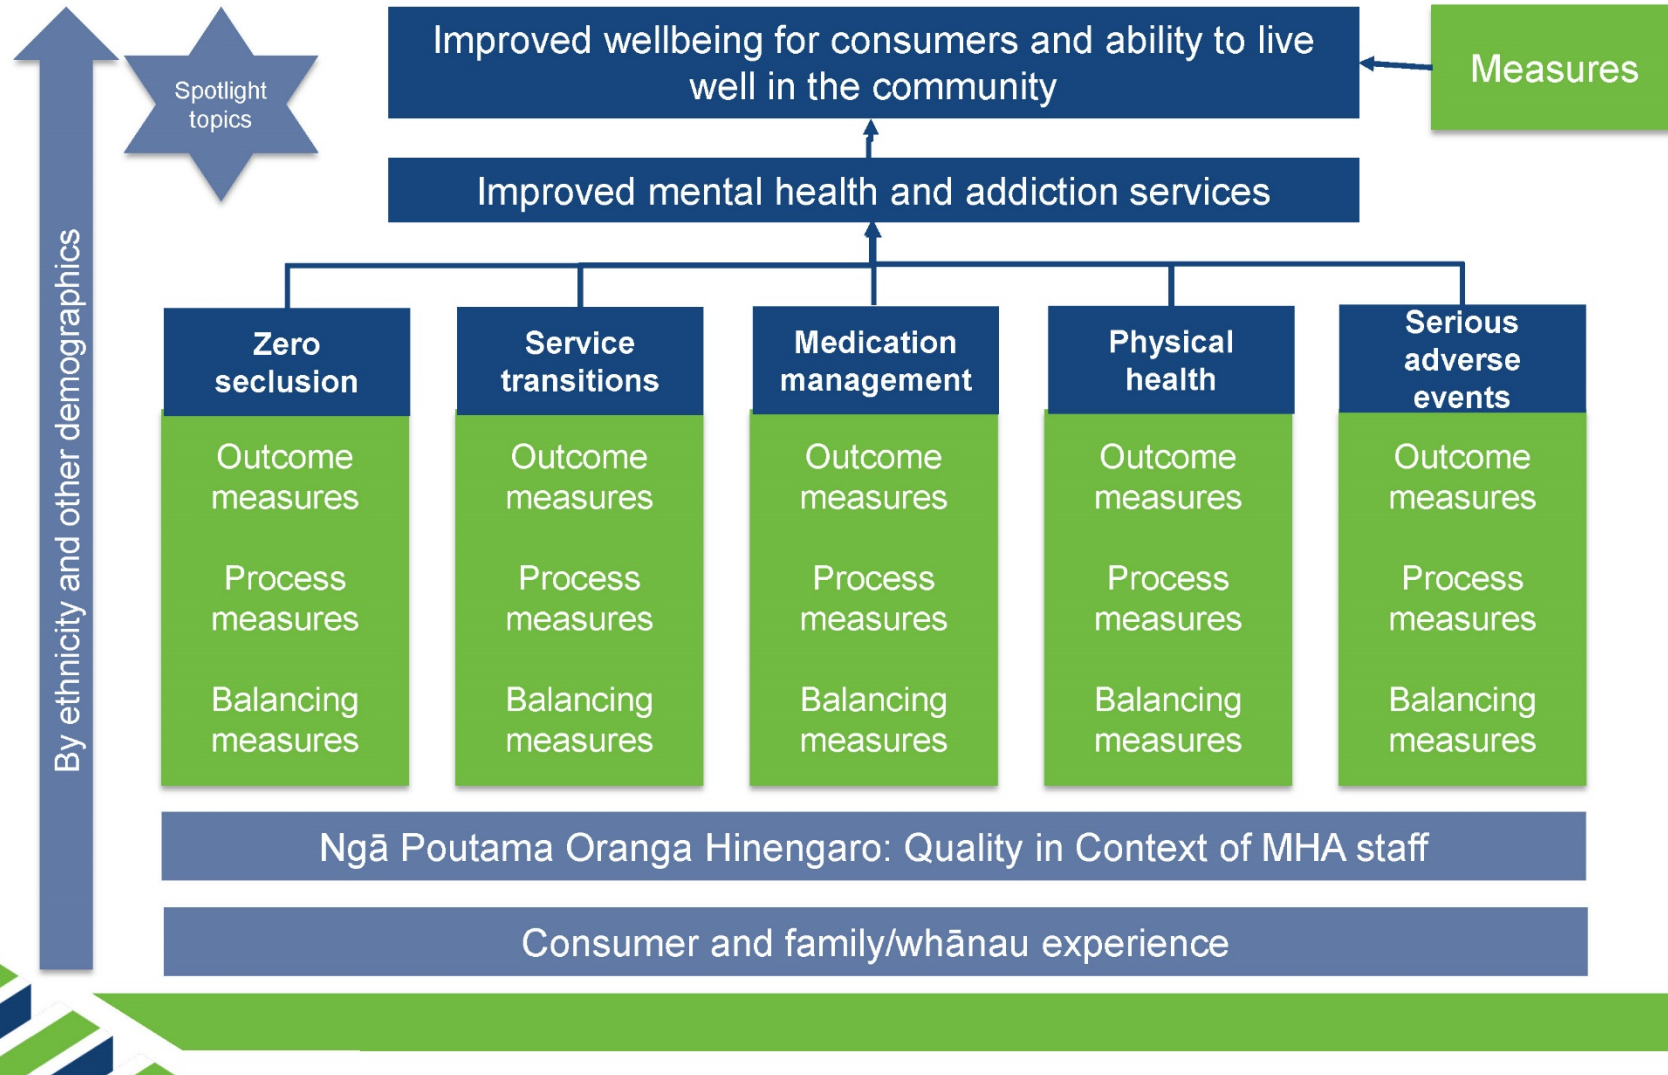 Spotlight
topics
Improved wellbeing for consumers and ability to live
well in the community
Measures
Improved mental health and addiction services
By ethnicity and other demographics
Zero
seclusion
Outcome
measures
Process
measures
Balancing
measures
Service
transitions
Outcome
measures
Process
measures
Balancing
measures
Medication
management
Outcome
measures
Process
measures
Balancing
measures
Physical
health
Outcome
measures
Process
measures
Balancing
measures
Serious
adverse
events
Outcome
measures
Process
measures
Balancing
measures
Ngā Poutama Oranga Hinengaro: Quality in Context of MHA staff
Consumer and family/whānau experience